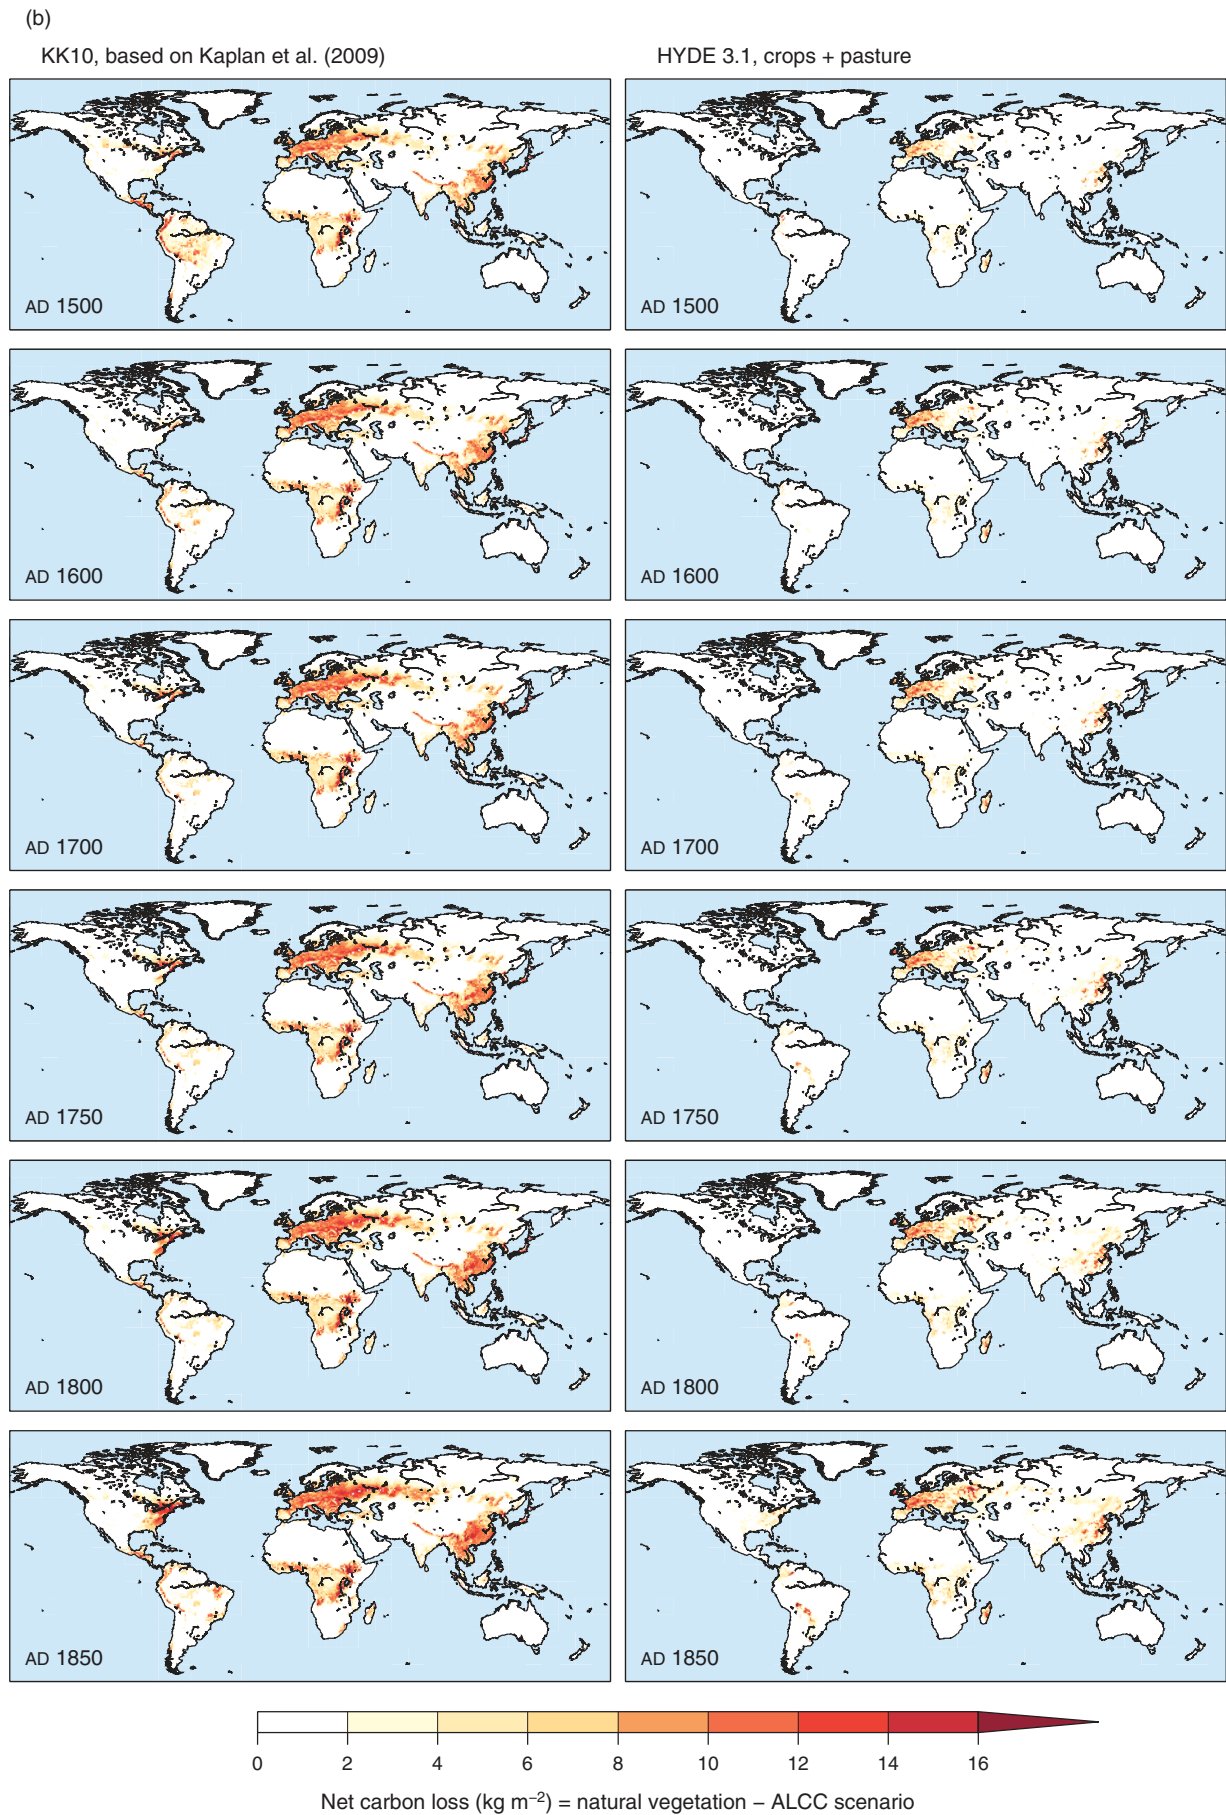 (b)
KK10, based on Kaplan et al. (2009)
HYDE 3.1, crops + pasture
AD 1500
AD 1500
AD 1600
AD 1600
AD 1700
AD 1700
AD 1750
AD 1750
AD 1800
AD 1800
AD 1850
AD 1850
0 2 4 6 8 10 12 14 16
Net carbon loss (kg m⁻²) = natural vegetation – ALCC scenario